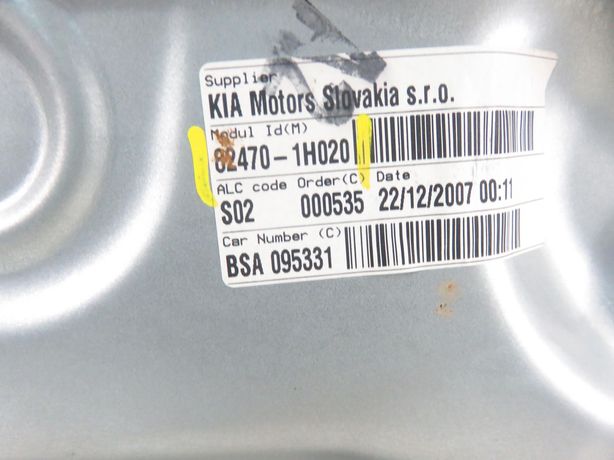 Supplier
KIA Motors Slovakia s.r.o.
Modul Id(M)
82470-1H020
ALC code Order(C) Date
S02 000535 22/12/2007 00:11
Car Number (C)
BSA 095331